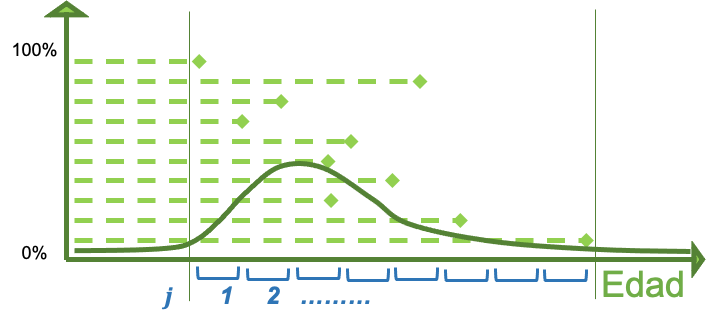 100%
0%
Edad
j 1 2 .........